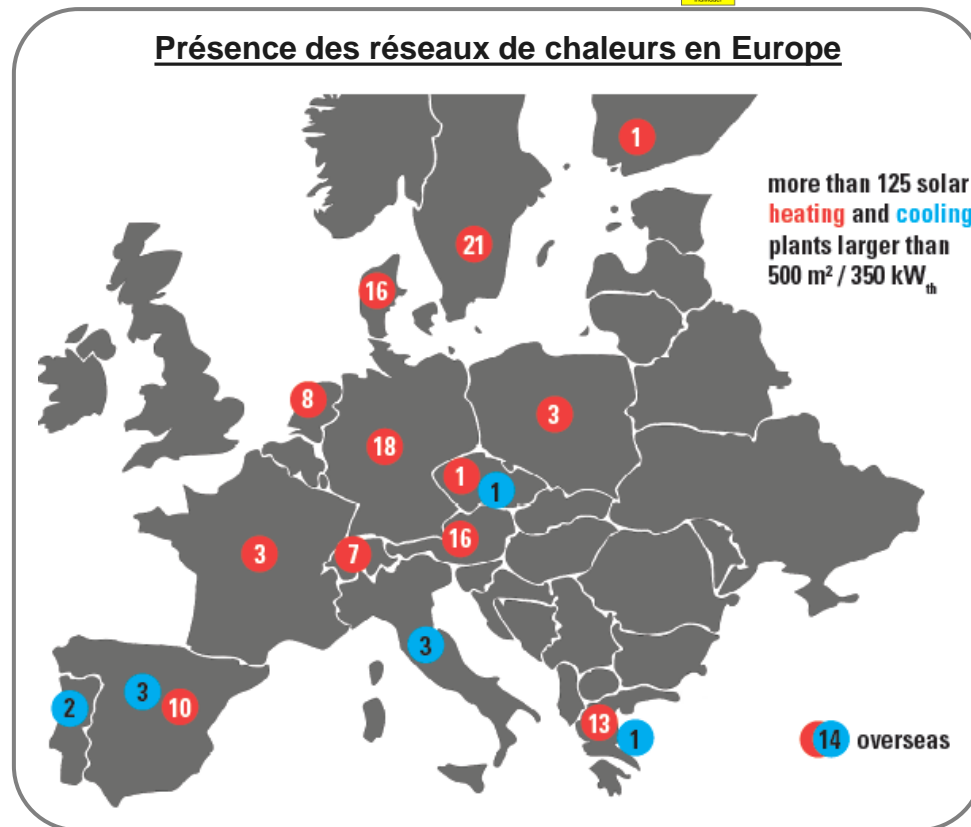 Présence des réseaux de chaleurs en Europe
1
more than 125 solar
heating and cooling
plants larger than
500 m² / 350 kWth
21
16
8
3
18
1
1
16
3
7
3
3
2
10
13
1
14 overseas